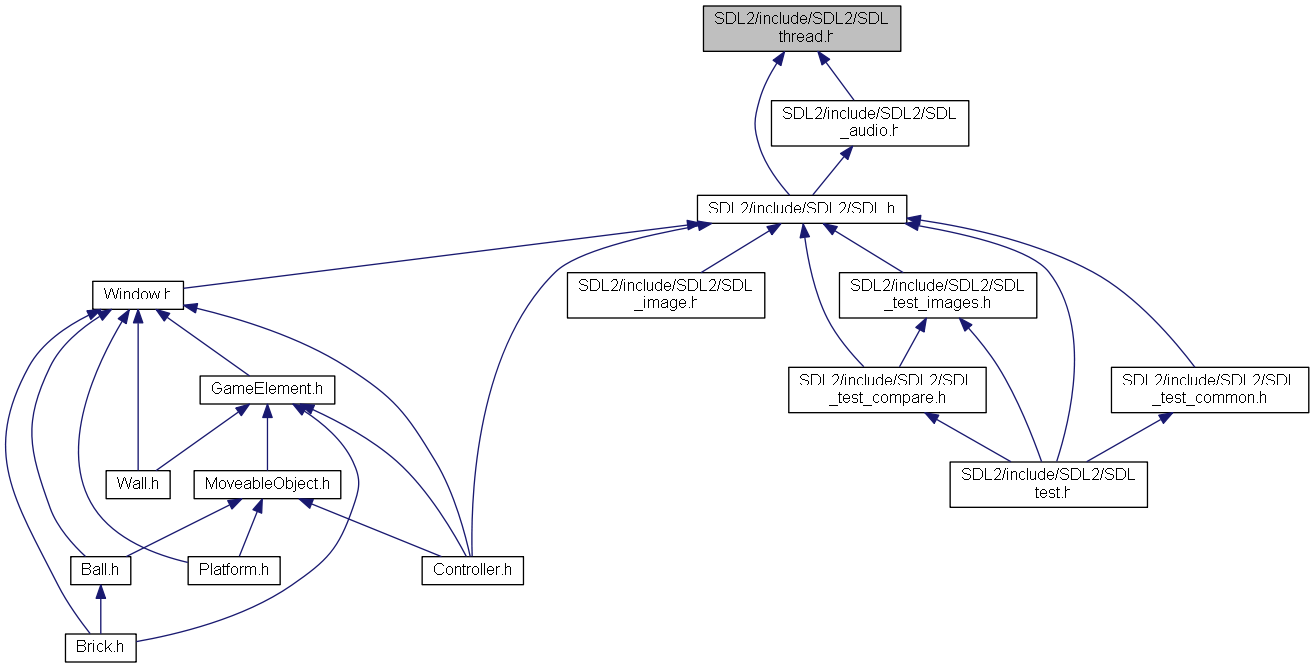 SDL2/include/SDL2/SDL
thread.h
SDL2/include/SDL2/SDL
_audio.h
SDL2/include/SDL2/SDL.h
Window.h
SDL2/include/SDL2/SDL
_image.h
SDL2/include/SDL2/SDL
_test_images.h
GameElement.h
SDL2/include/SDL2/SDL
_test_compare.h
SDL2/include/SDL2/SDL
_test_common.h
Wall.h
MoveableObject.h
SDL2/include/SDL2/SDL
test.h
Ball.h
Platform.h
Controller.h
Brick.h